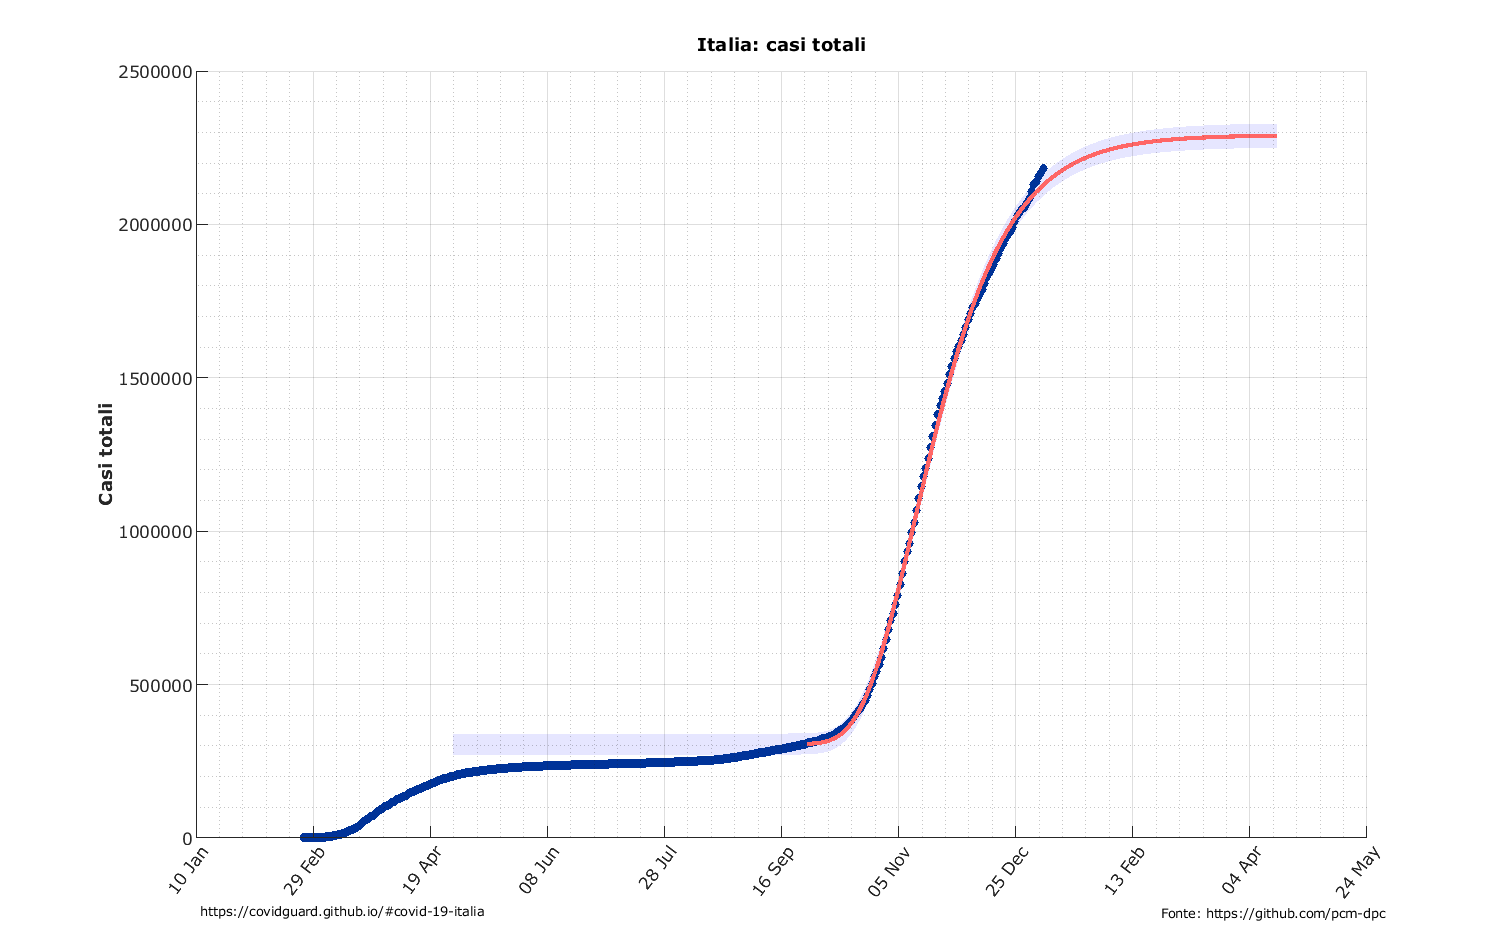 Italia: casi totali
2500000
2000000
1500000
1000000
500000
0
Casi totali
10 Jan
29 Feb
19 Apr
08 Jun
28 Jul
16 Sep
05 Nov
25 Dec
13 Feb
04 Apr
24 May
https://covidguard.github.io/#covid-19-italia
Fonte: https://github.com/pcm-dpc